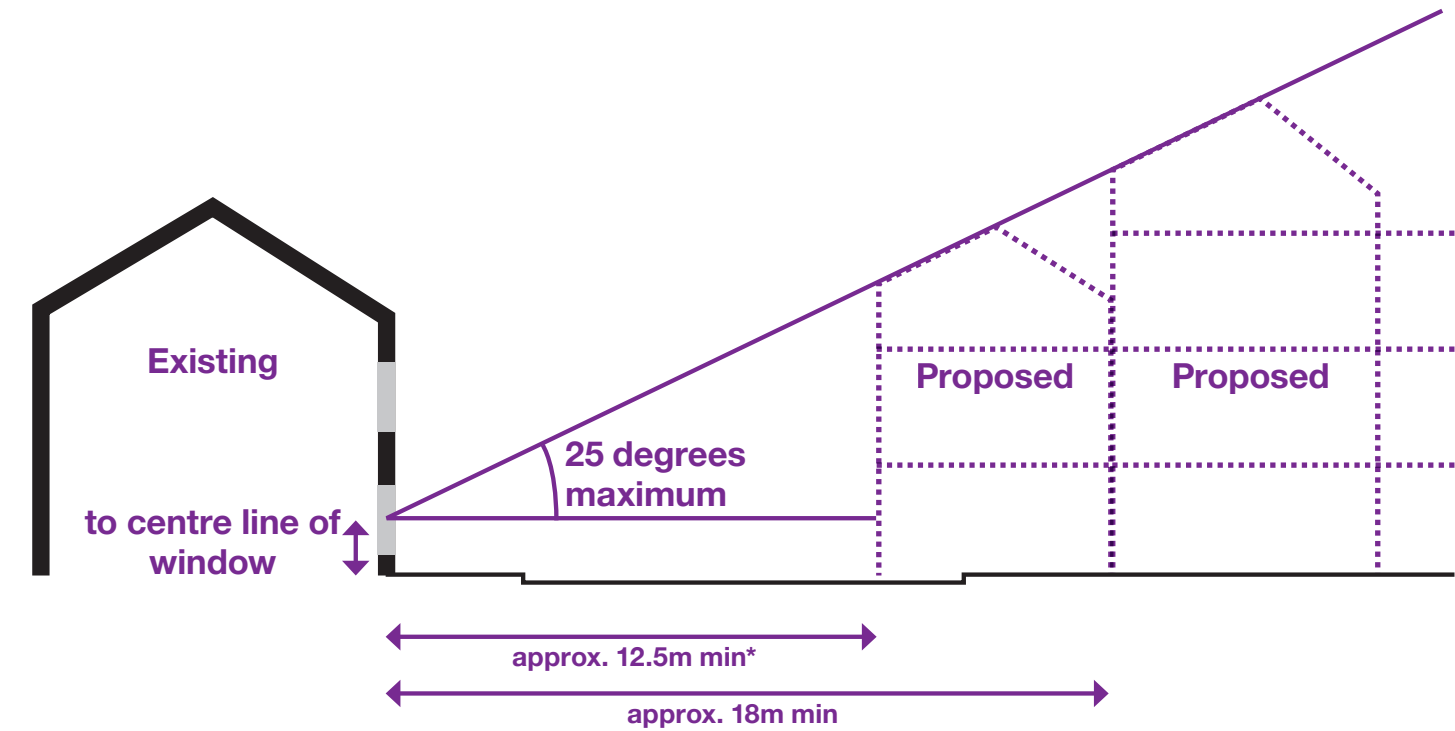 Existing
Proposed
Proposed
25 degrees
maximum
to centre line of
window
approx. 12.5m min*
approx. 18m min